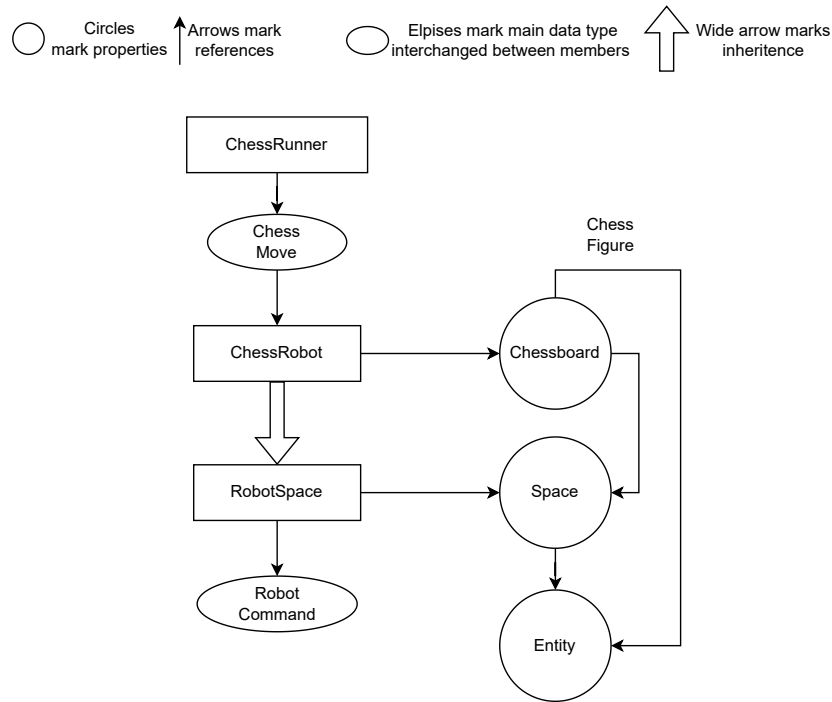 Circles
mark properties
Arrows mark
references
Elpises mark main data type
interchanged between members
Wide arrow marks
inheritence
ChessRunner
Chess
Move
Chess
Figure
ChessRobot
Chessboard
RobotSpace
Space
Robot
Command
Entity